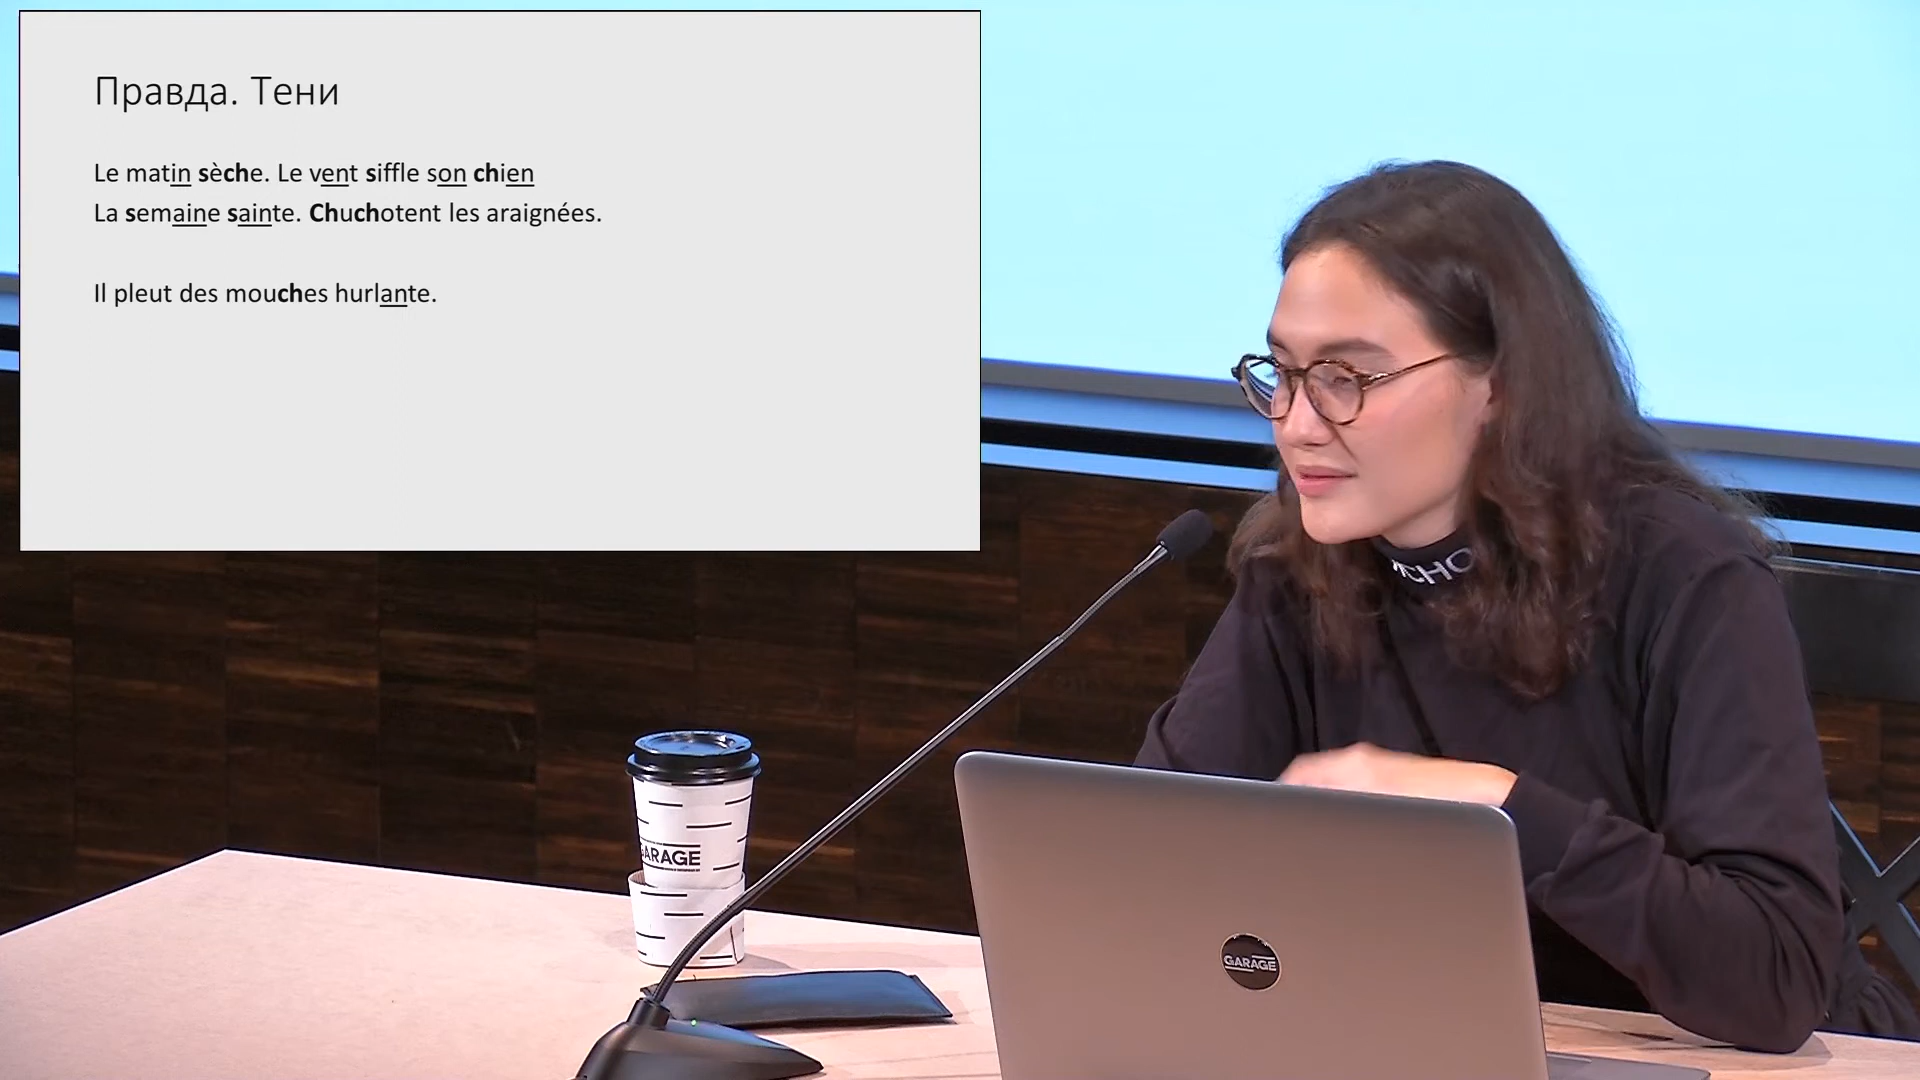 Правда. Тени
Le matin sèche. Le vent siffle son chien
La semaine sainte. Chuchotent les araignées.
Il pleut des mouches hurlante.
GARAGE
GARAGE